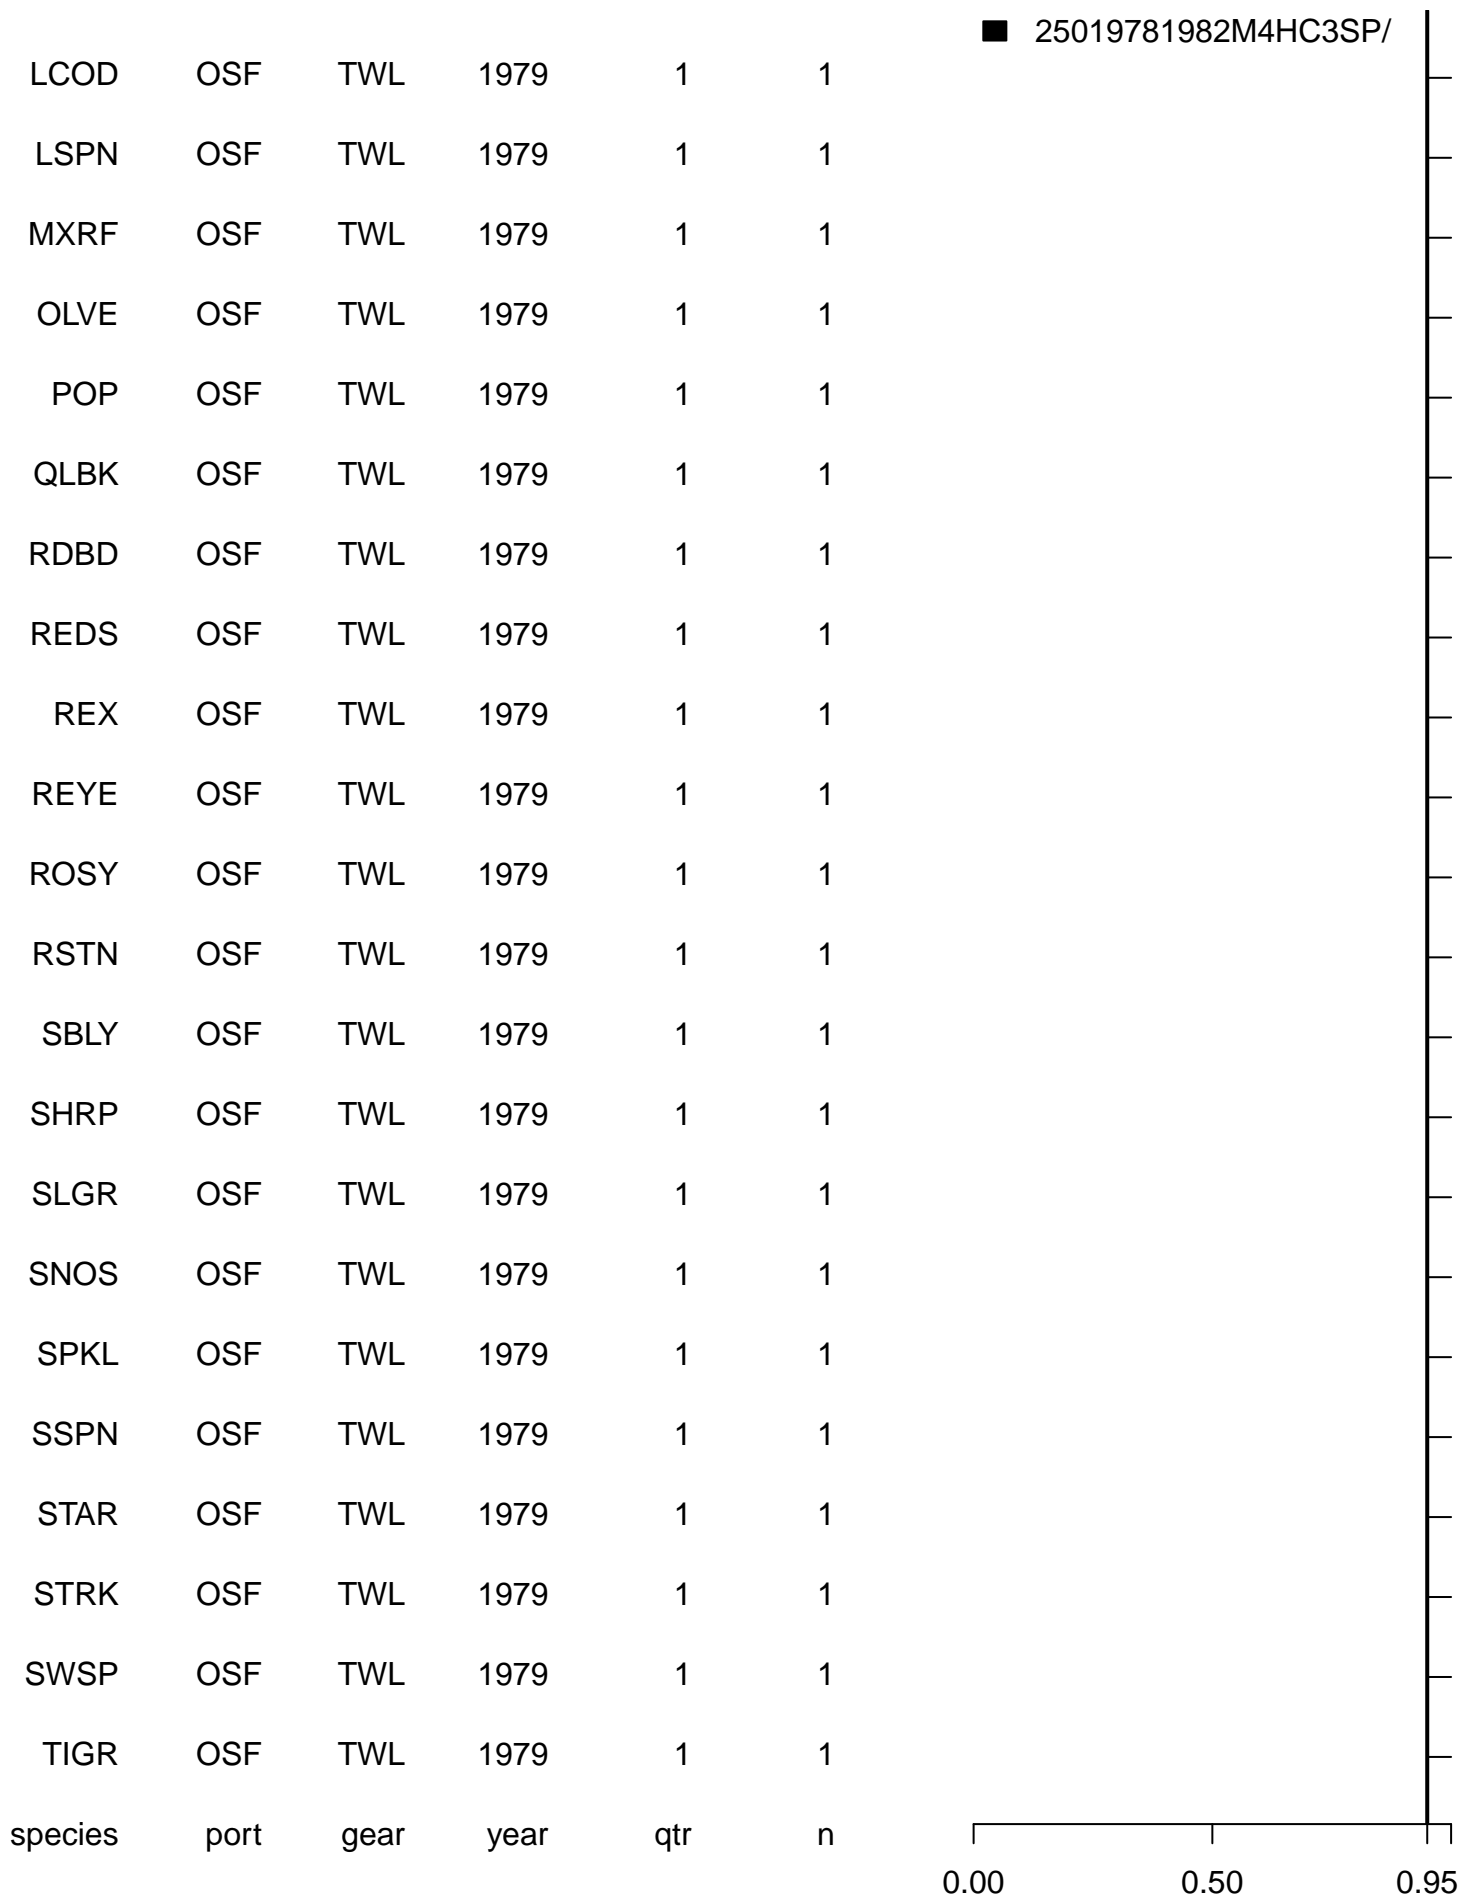 25019781982M4HC3SP/
LCOD OSF TWL 1979 1 1
LSPN OSF TWL 1979 1 1
MXRF OSF TWL 1979 1 1
OLVE OSF TWL 1979 1 1
POP OSF TWL 1979 1 1
QLBK OSF TWL 1979 1 1
RDBD OSF TWL 1979 1 1
REDS OSF TWL 1979 1 1
REX OSF TWL 1979 1 1
REYE OSF TWL 1979 1 1
ROSY OSF TWL 1979 1 1
RSTN OSF TWL 1979 1 1
SBLY OSF TWL 1979 1 1
SHRP OSF TWL 1979 1 1
SLGR OSF TWL 1979 1 1
SNOS OSF TWL 1979 1 1
SPKL OSF TWL 1979 1 1
SSPN OSF TWL 1979 1 1
STAR OSF TWL 1979 1 1
STRK OSF TWL 1979 1 1
SWSP OSF TWL 1979 1 1
TIGR OSF TWL 1979 1 1
species port gear year qtr n
0.00 0.50 0.95